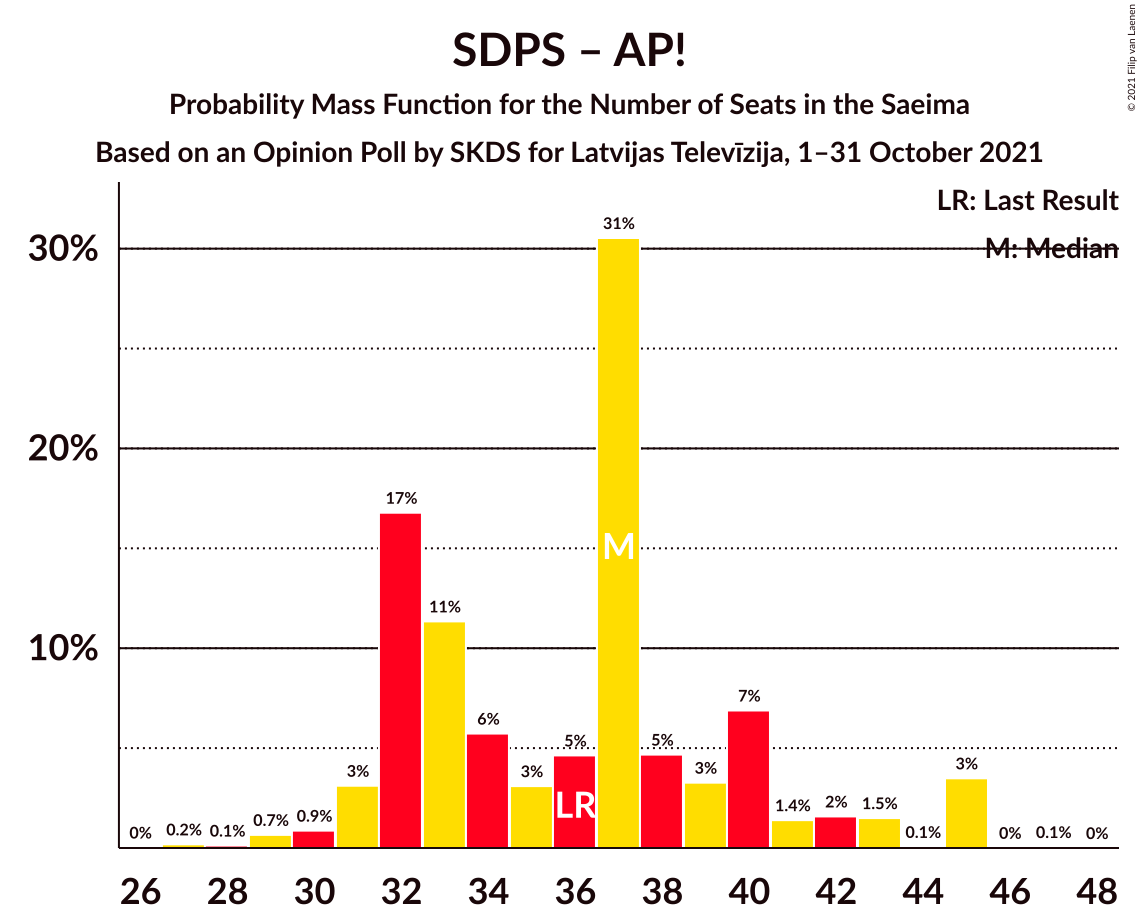 SDPS – AP!
Probability Mass Function for the Number of Seats in the Saeima
Based on an Opinion Poll by SKDS for Latvijas Televīzija, 1–31 October 2021
© 2021 Filip van Laenen
LR: Last Result
M: Median
30%
20%
10%
0% 0.2% 0.1% 0.7% 0.9% 3% 17% 11% 6% 3% 5% 31% 5% 3% 7% 1.4% 2% 1.5% 0.1% 3% 0% 0.1% 0%
M
LR
26 28 30 32 34 36 38 40 42 44 46 48